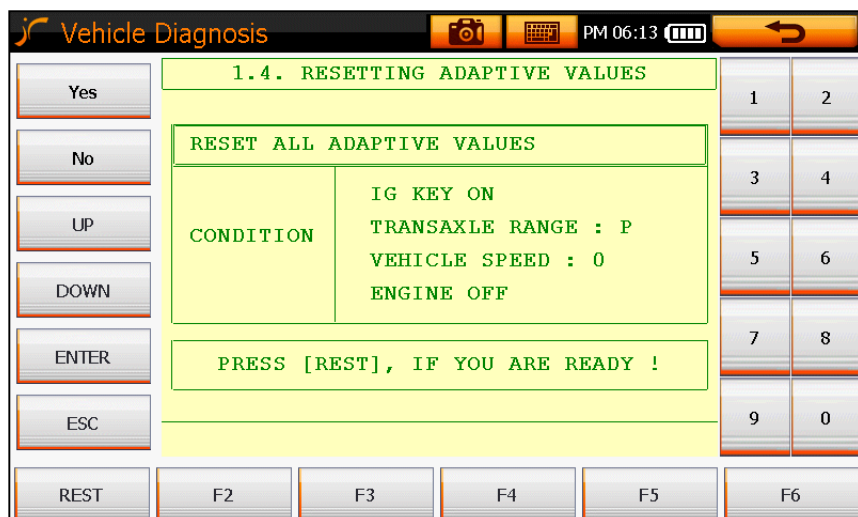 Vehicle Diagnosis
PM 06:13
Yes
No
UP
DOWN
ENTER
ESC
1.4. RESETTING ADAPTIVE VALUES
RESET ALL ADAPTIVE VALUES
CONDITION
IG KEY ON
TRANSAXLE RANGE : P
VEHICLE SPEED : 0
ENGINE OFF
PRESS [REST], IF YOU ARE READY !
1 2
3 4
5 6
7 8
9 0
REST F2 F3 F4 F5 F6